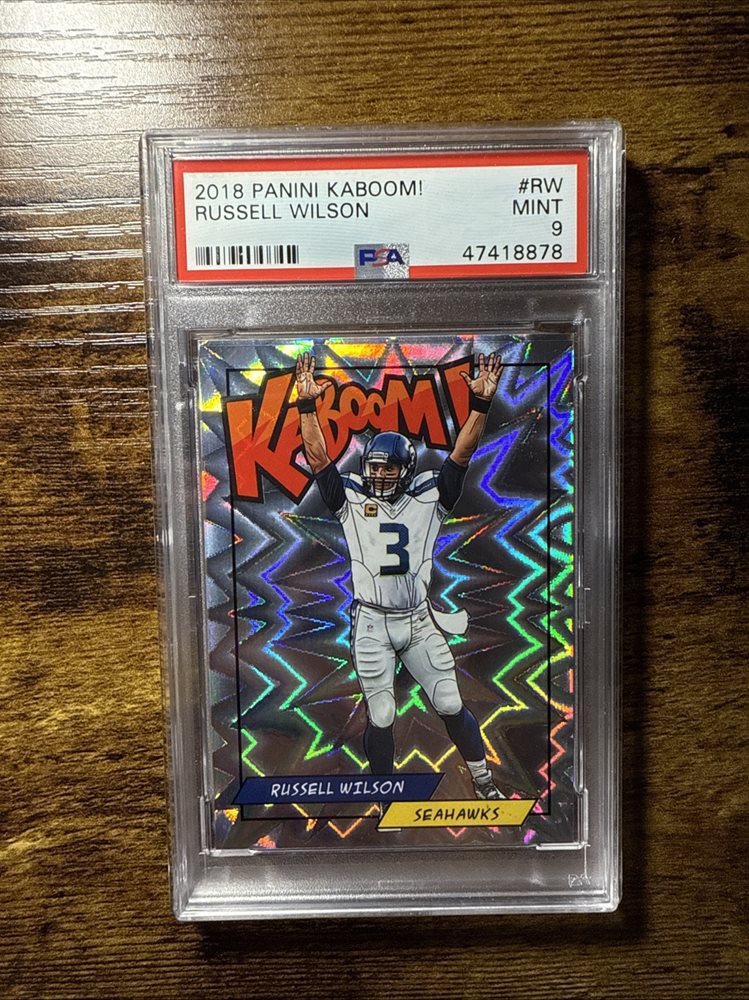 2018 PANINI KABOOM! #RW
RUSSELL WILSON MINT
9
PSA 47418878
KABOOM!
C
3
RUSSELL WILSON
SEAHAWKS